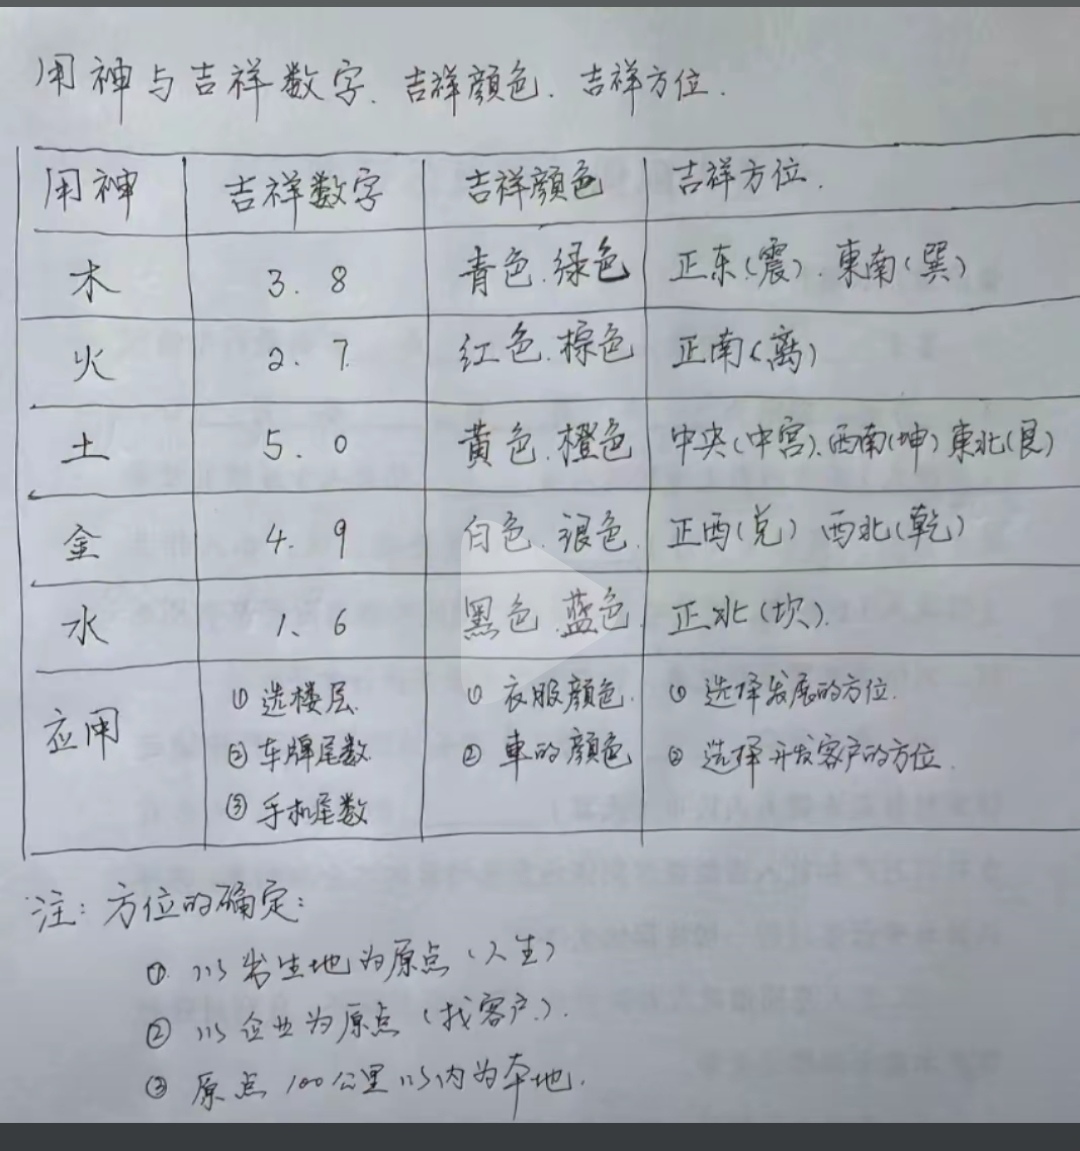 用神与吉祥数字、吉祥顔色、吉祥方位.
用神 吉祥数字 吉祥顔色 吉祥方位.
木 3、8 青色、绿色 正东(震)、東南(巽)
火 2、7 红色、棕色 正南(离)
土 5、0 黄色、橙色 中央(中宫)、西南(坤) 東北(艮)
金 4、9 白色、银色 正西(兑) 西北(乾)
水 1、6 黑色、蓝色 正北(坎).
应用 ①选楼层 ①衣服颜色. ①选择发展的方位.
②车牌尾数 ②車的顔色 ②选择开发客户的方位.
③手机尾数
注: 方位的确定:
① 以出生地为原点(人生)
② 以企业为原点(找客户).
③ 原点100公里以内为本地.